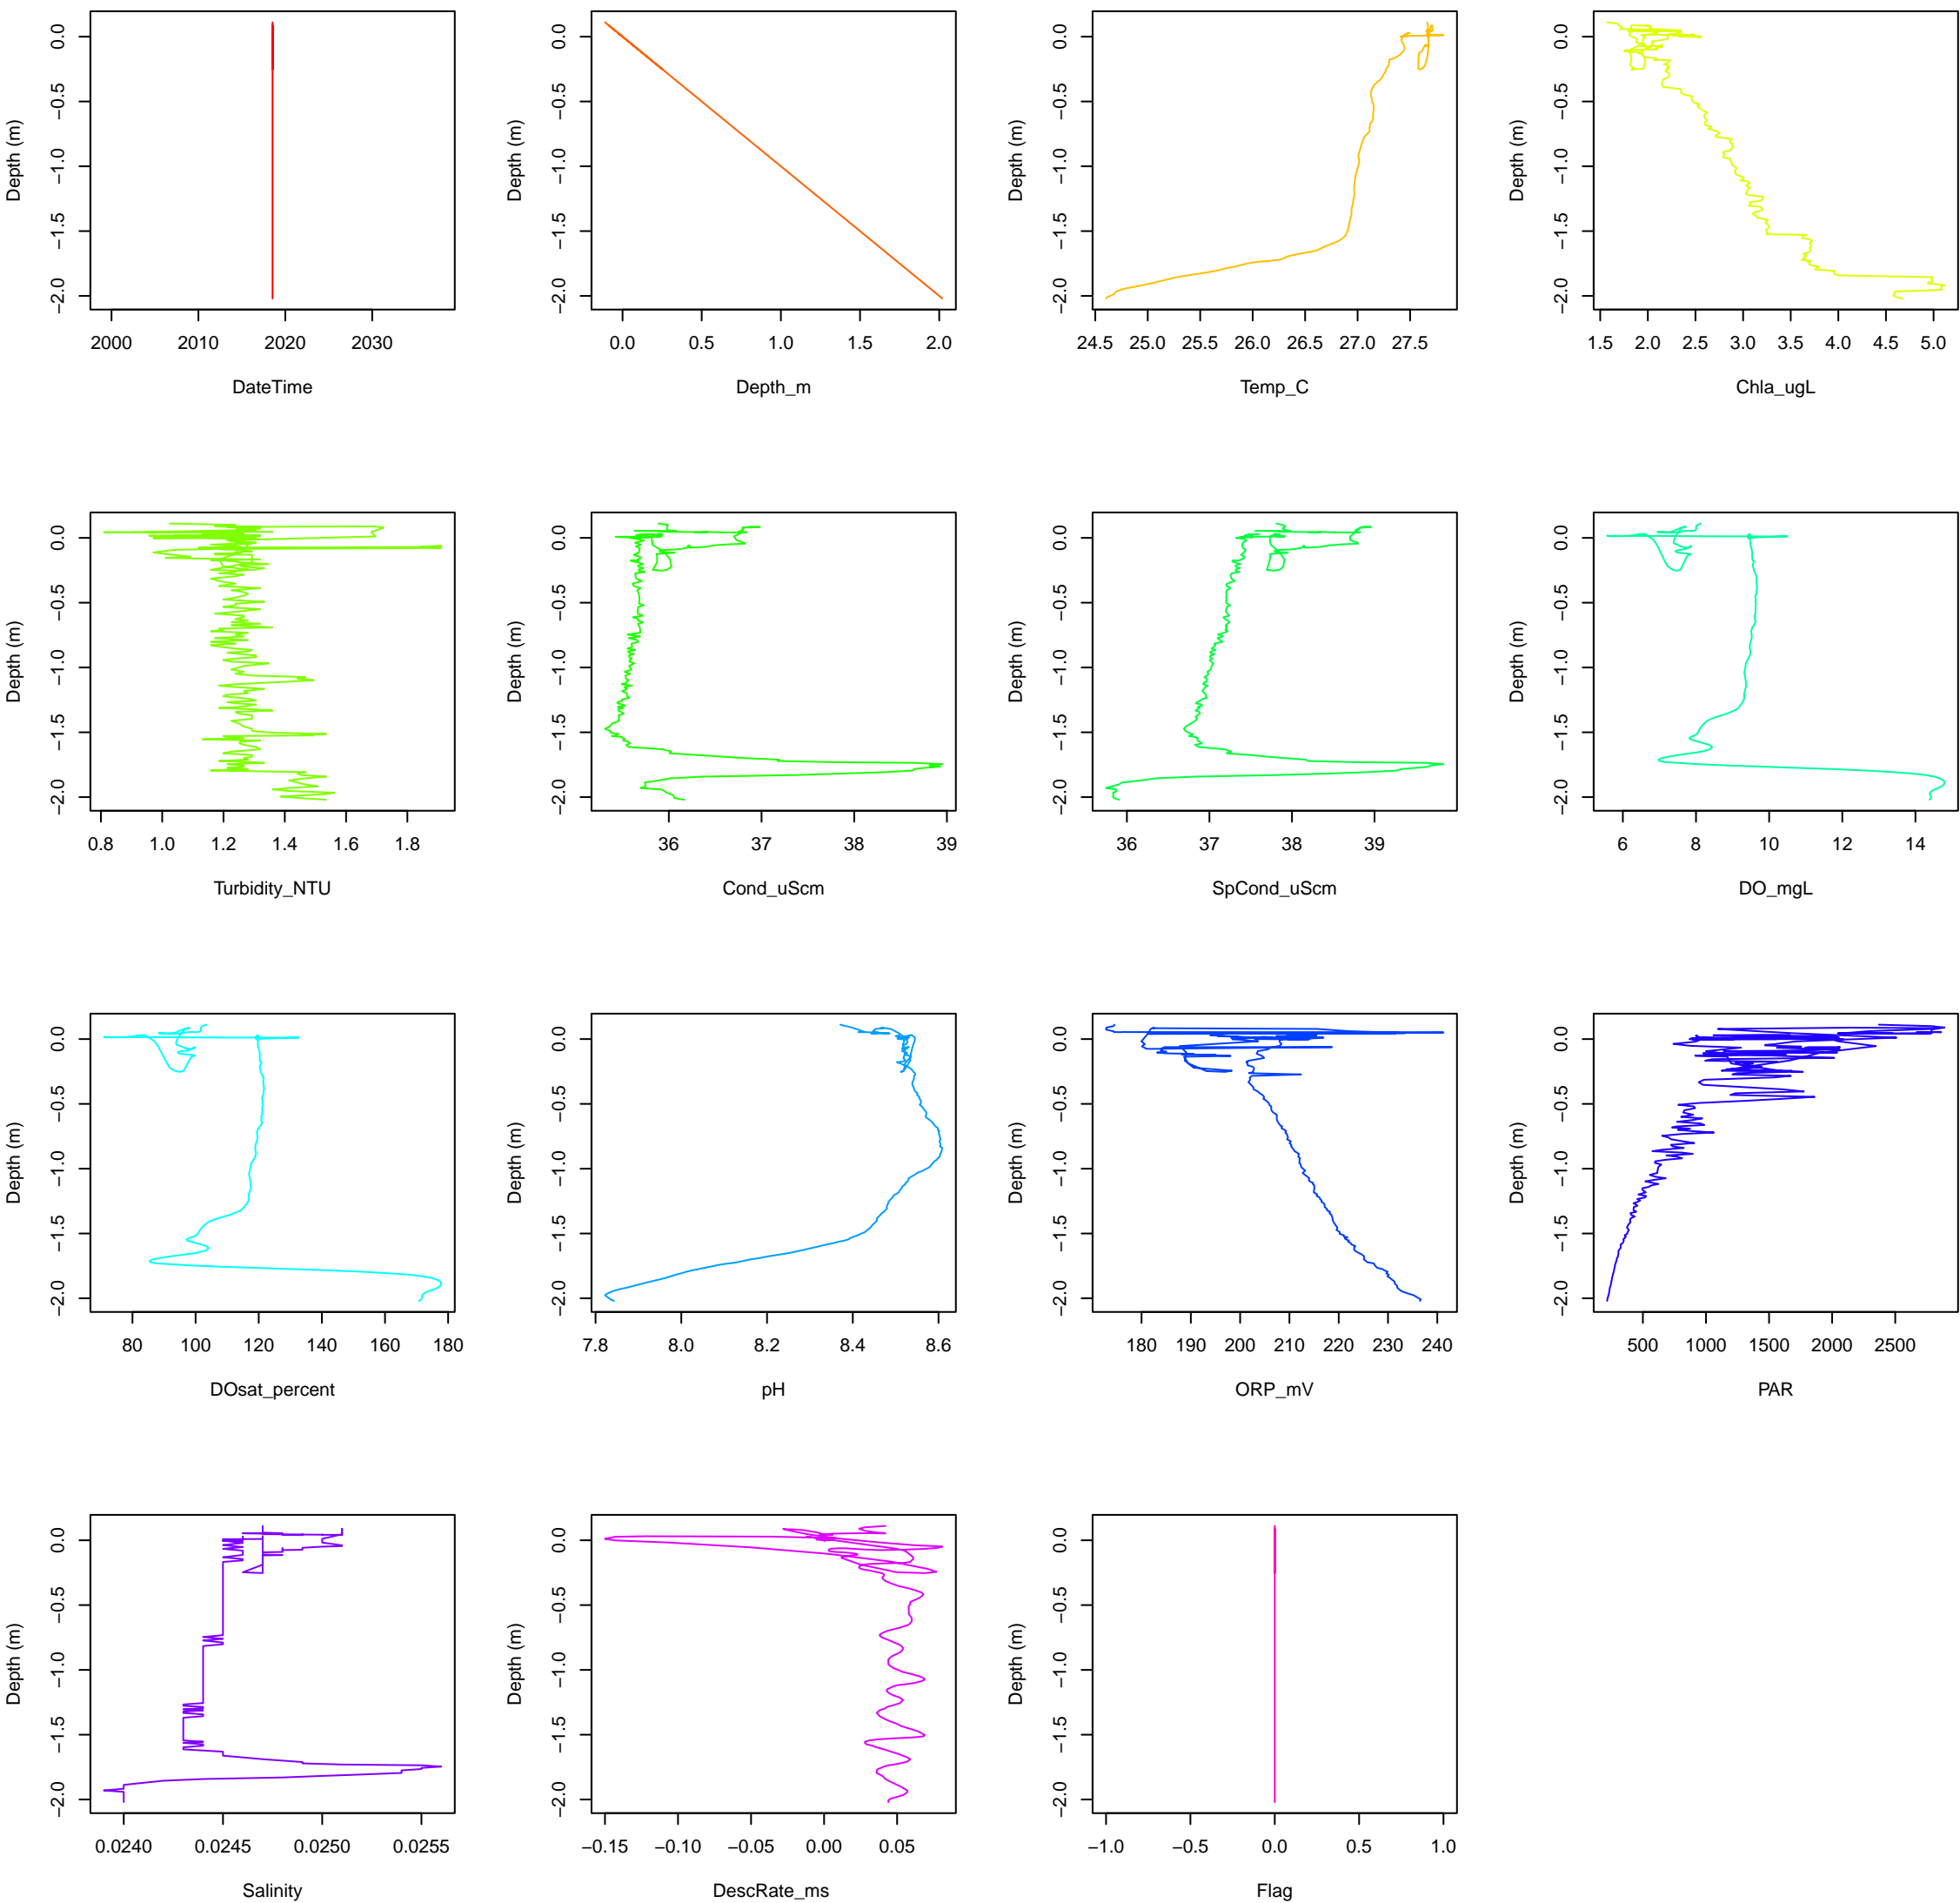 Depth (m)
0.0
−0.5
−1.0
−1.5
−2.0
2000 2010 2020 2030
DateTime
Depth (m)
0.0
−0.5
−1.0
−1.5
−2.0
0.0 0.5 1.0 1.5 2.0
Depth_m
Depth (m)
0.0
−0.5
−1.0
−1.5
−2.0
24.5 25.0 25.5 26.0 26.5 27.0 27.5
Temp_C
Depth (m)
0.0
−0.5
−1.0
−1.5
−2.0
1.5 2.0 2.5 3.0 3.5 4.0 4.5 5.0
Chla_ugL
Depth (m)
0.0
−0.5
−1.0
−1.5
−2.0
0.8 1.0 1.2 1.4 1.6 1.8
Turbidity_NTU
Depth (m)
0.0
−0.5
−1.0
−1.5
−2.0
36 37 38 39
Cond_uScm
Depth (m)
0.0
−0.5
−1.0
−1.5
−2.0
36 37 38 39
SpCond_uScm
Depth (m)
0.0
−0.5
−1.0
−1.5
−2.0
6 8 10 12 14
DO_mgL
Depth (m)
0.0
−0.5
−1.0
−1.5
−2.0
80 100 120 140 160 180
DOsat_percent
Depth (m)
0.0
−0.5
−1.0
−1.5
−2.0
7.8 8.0 8.2 8.4 8.6
pH
Depth (m)
0.0
−0.5
−1.0
−1.5
−2.0
180 190 200 210 220 230 240
ORP_mV
Depth (m)
0.0
−0.5
−1.0
−1.5
−2.0
500 1000 1500 2000 2500
PAR
Depth (m)
0.0
−0.5
−1.0
−1.5
−2.0
0.0240 0.0245 0.0250 0.0255
Salinity
Depth (m)
0.0
−0.5
−1.0
−1.5
−2.0
−0.15 −0.10 −0.05 0.00 0.05
DescRate_ms
Depth (m)
0.0
−0.5
−1.0
−1.5
−2.0
−1.0 −0.5 0.0 0.5 1.0
Flag